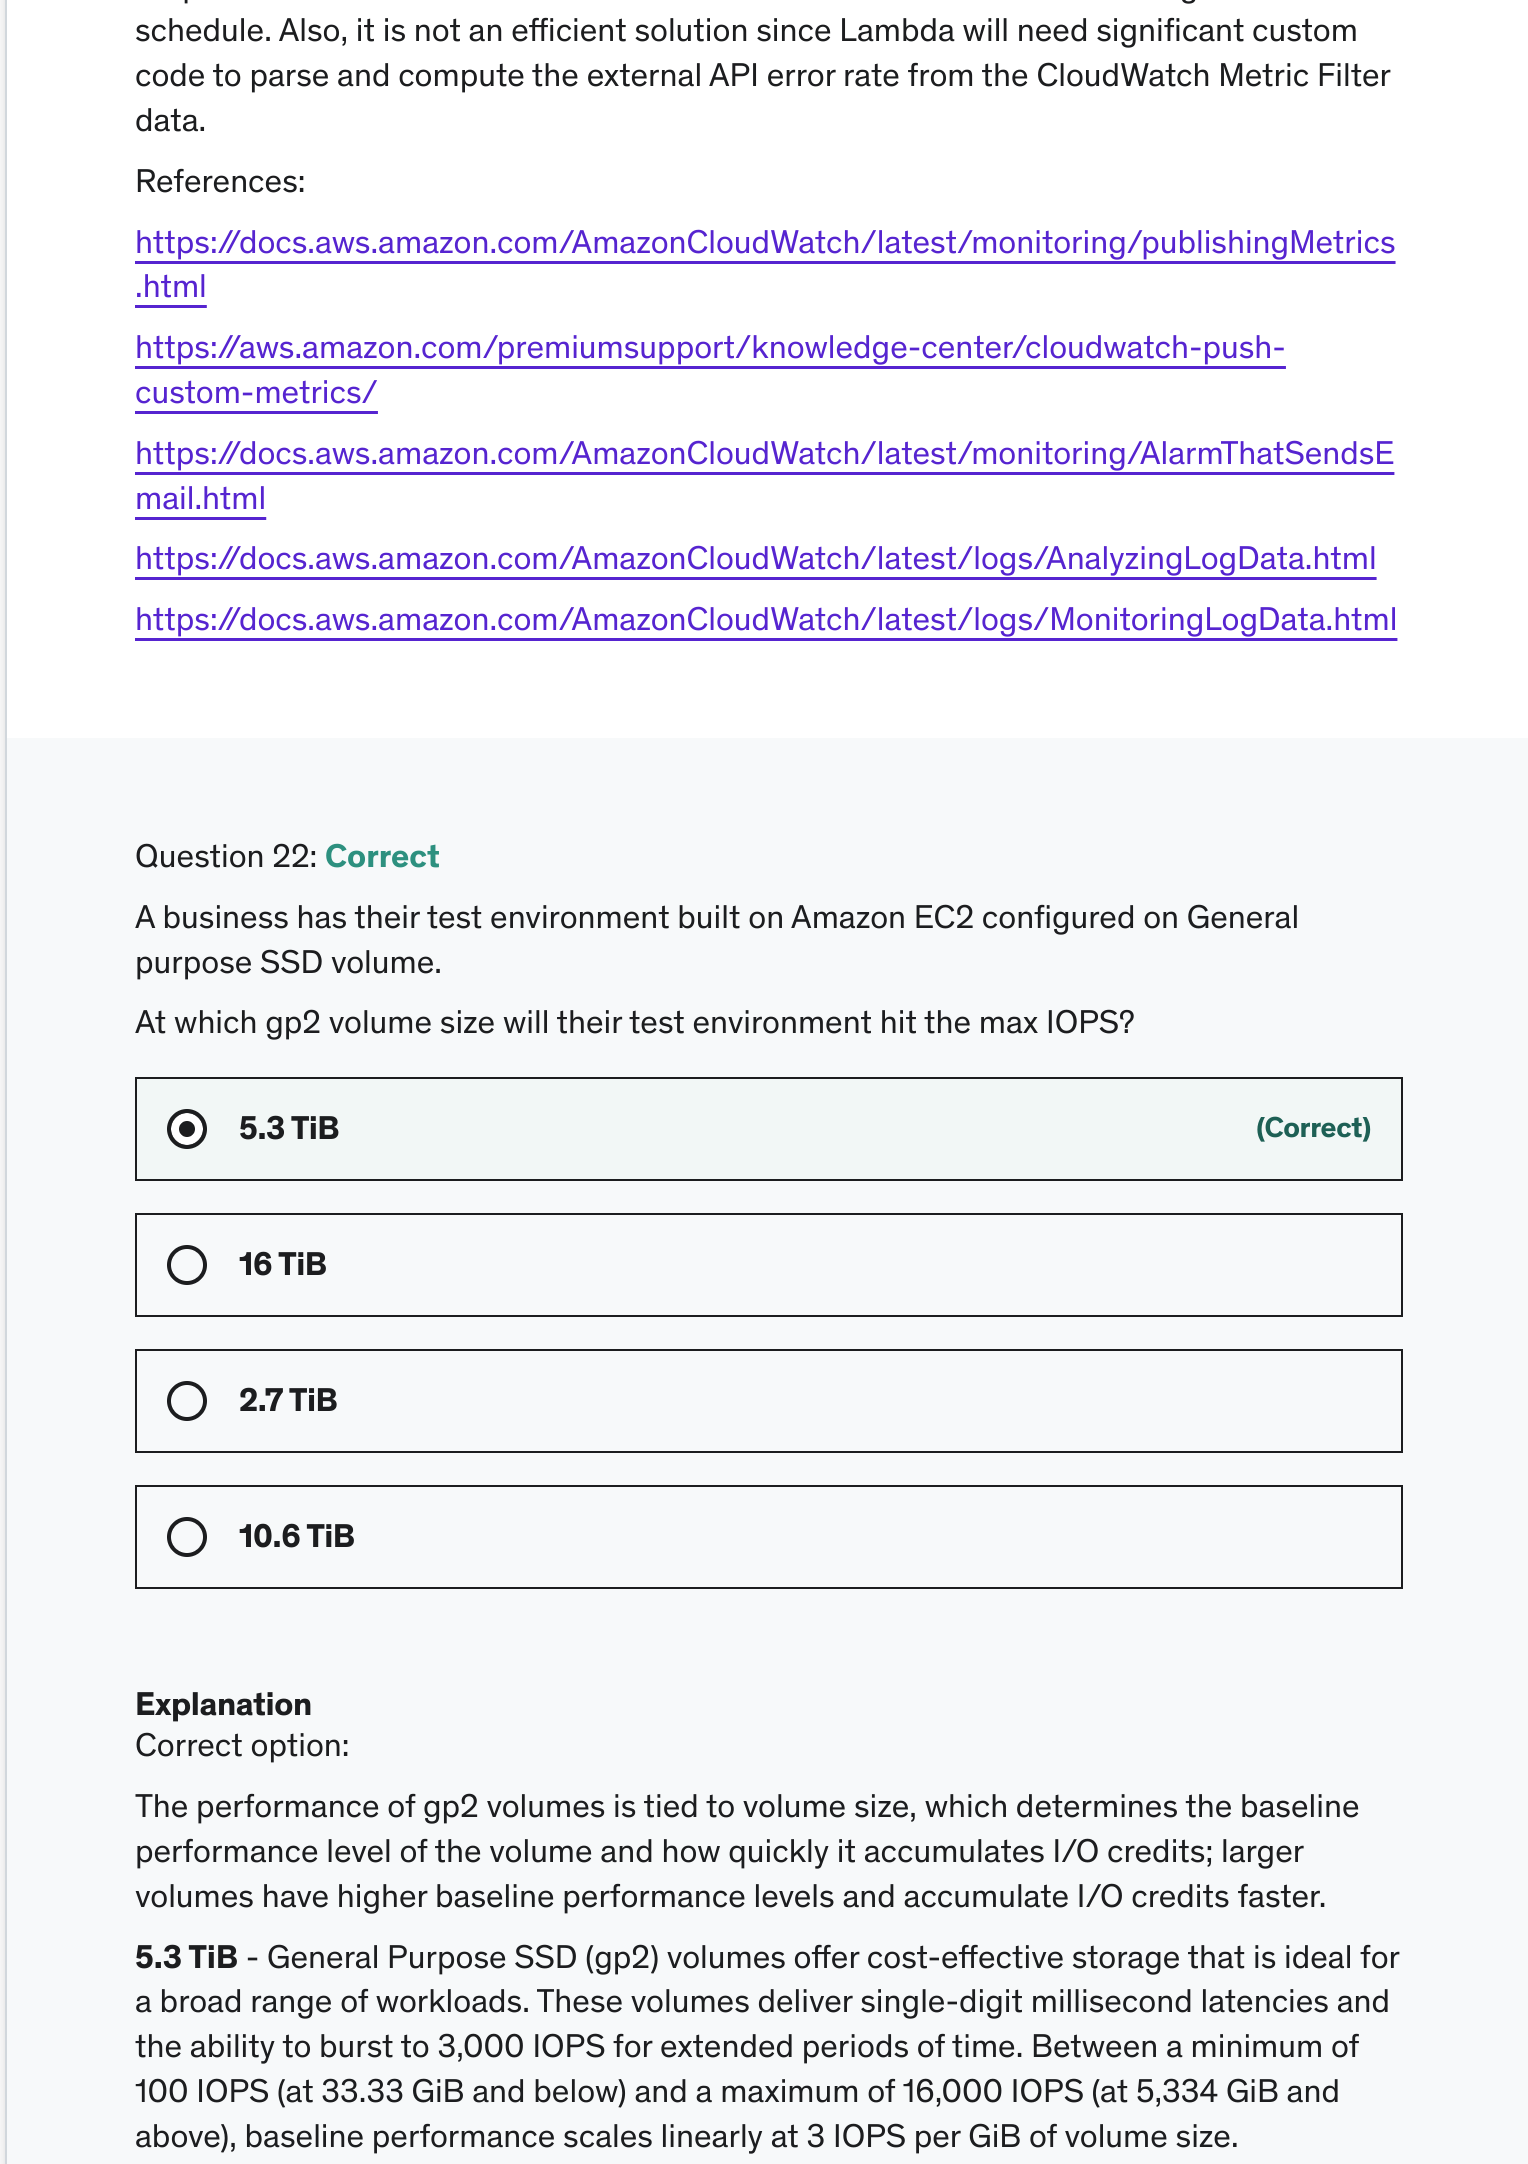 schedule. Also, it is not an efficient solution since Lambda will need significant custom
code to parse and compute the external API error rate from the CloudWatch Metric Filter
data.
References:
https://docs.aws.amazon.com/AmazonCloudWatch/latest/monitoring/publishingMetrics
.html
https://aws.amazon.com/premiumsupport/knowledge-center/cloudwatch-push-
custom-metrics/
https://docs.aws.amazon.com/AmazonCloudWatch/latest/monitoring/AlarmThatSendsE
mail.html
https://docs.aws.amazon.com/AmazonCloudWatch/latest/logs/AnalyzingLogData.html
https://docs.aws.amazon.com/AmazonCloudWatch/latest/logs/MonitoringLogData.html
Question 22: Correct
A business has their test environment built on Amazon EC2 configured on General
purpose SSD volume.
At which gp2 volume size will their test environment hit the max IOPS?
5.3 TiB (Correct)
16 TiB
2.7 TiB
10.6 TiB
Explanation
Correct option:
The performance of gp2 volumes is tied to volume size, which determines the baseline
performance level of the volume and how quickly it accumulates I/O credits; larger
volumes have higher baseline performance levels and accumulate I/O credits faster.
5.3 TiB - General Purpose SSD (gp2) volumes offer cost-effective storage that is ideal for
a broad range of workloads. These volumes deliver single-digit millisecond latencies and
the ability to burst to 3,000 IOPS for extended periods of time. Between a minimum of
100 IOPS (at 33.33 GiB and below) and a maximum of 16,000 IOPS (at 5,334 GiB and
above), baseline performance scales linearly at 3 IOPS per GiB of volume size.